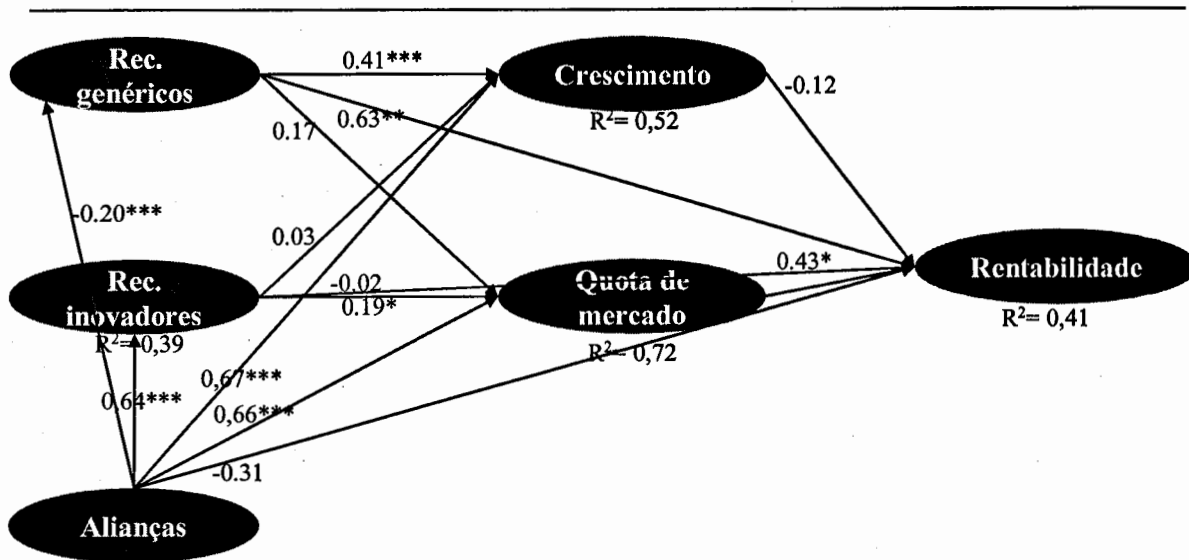 Rec.
genéricos
0.41***
Crescimento
R²= 0,52
-0.12
0.63**
0.17
-0.20***
0.03
Rec.
inovadores
R²= 0,39
-0.02
0.19*
Quota de
mercado
R²= 0,72
0.43*
Rentabilidade
R²= 0,41
0,64***
0,67***
0,66***
-0.31
Alianças